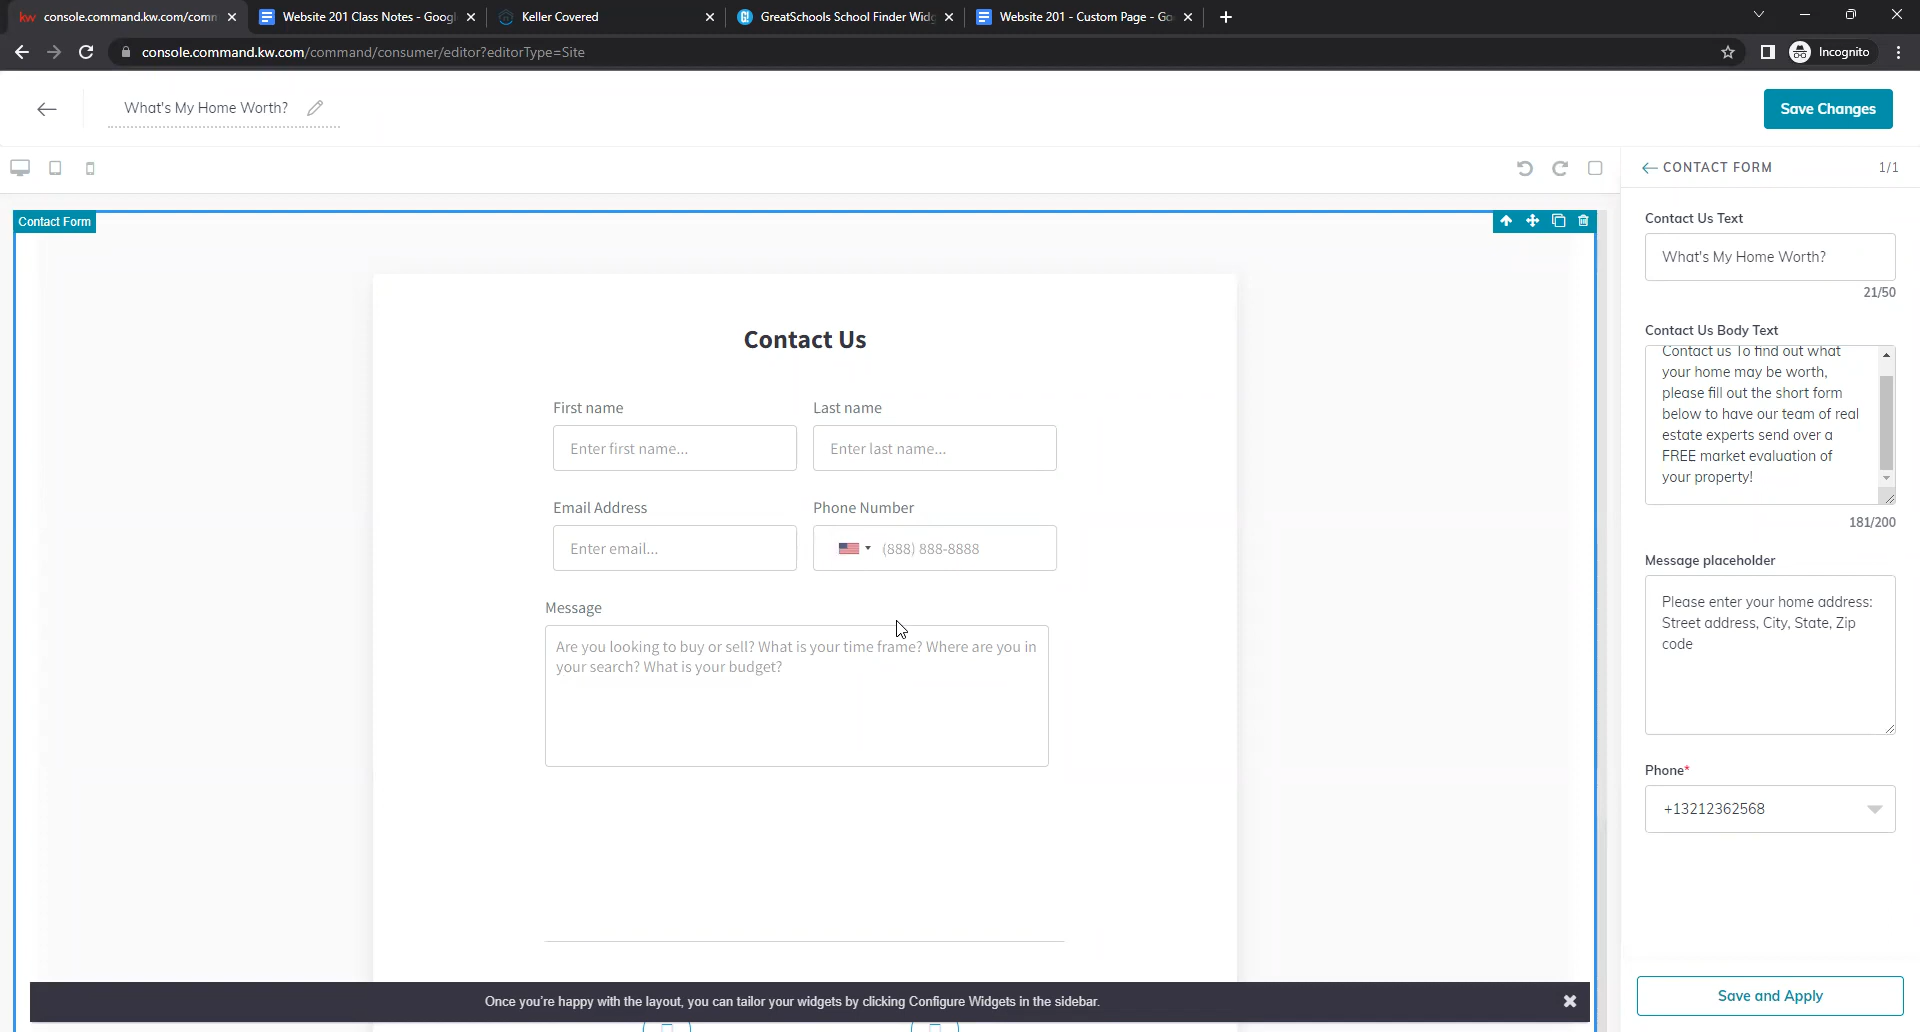 console.command.kw.com/comm
Website 201 Class Notes - Googl
Keller Covered
GreatSchools School Finder Widg
Website 201 - Custom Page - Go
console.command.kw.com/command/consumer/editor?editorType=Site
Incognito
What's My Home Worth?
Save Changes
CONTACT FORM
1/1
Contact Form
Contact Us Text
What's My Home Worth?
21/50
Contact Us
First name
Last name
Enter first name...
Enter last name...
Email Address
Phone Number
Enter email...
(888) 888-8888
Message
Are you looking to buy or sell? What is your time frame? Where are you in
your search? What is your budget?
Contact Us Body Text
Contact us To find out what
your home may be worth,
please fill out the short form
below to have our team of real
estate experts send over a
FREE market evaluation of
your property!
181/200
Message placeholder
Please enter your home address:
Street address, City, State, Zip
code
Phone*
+13212362568
Once you're happy with the layout, you can tailor your widgets by clicking Configure Widgets in the sidebar.
Save and Apply